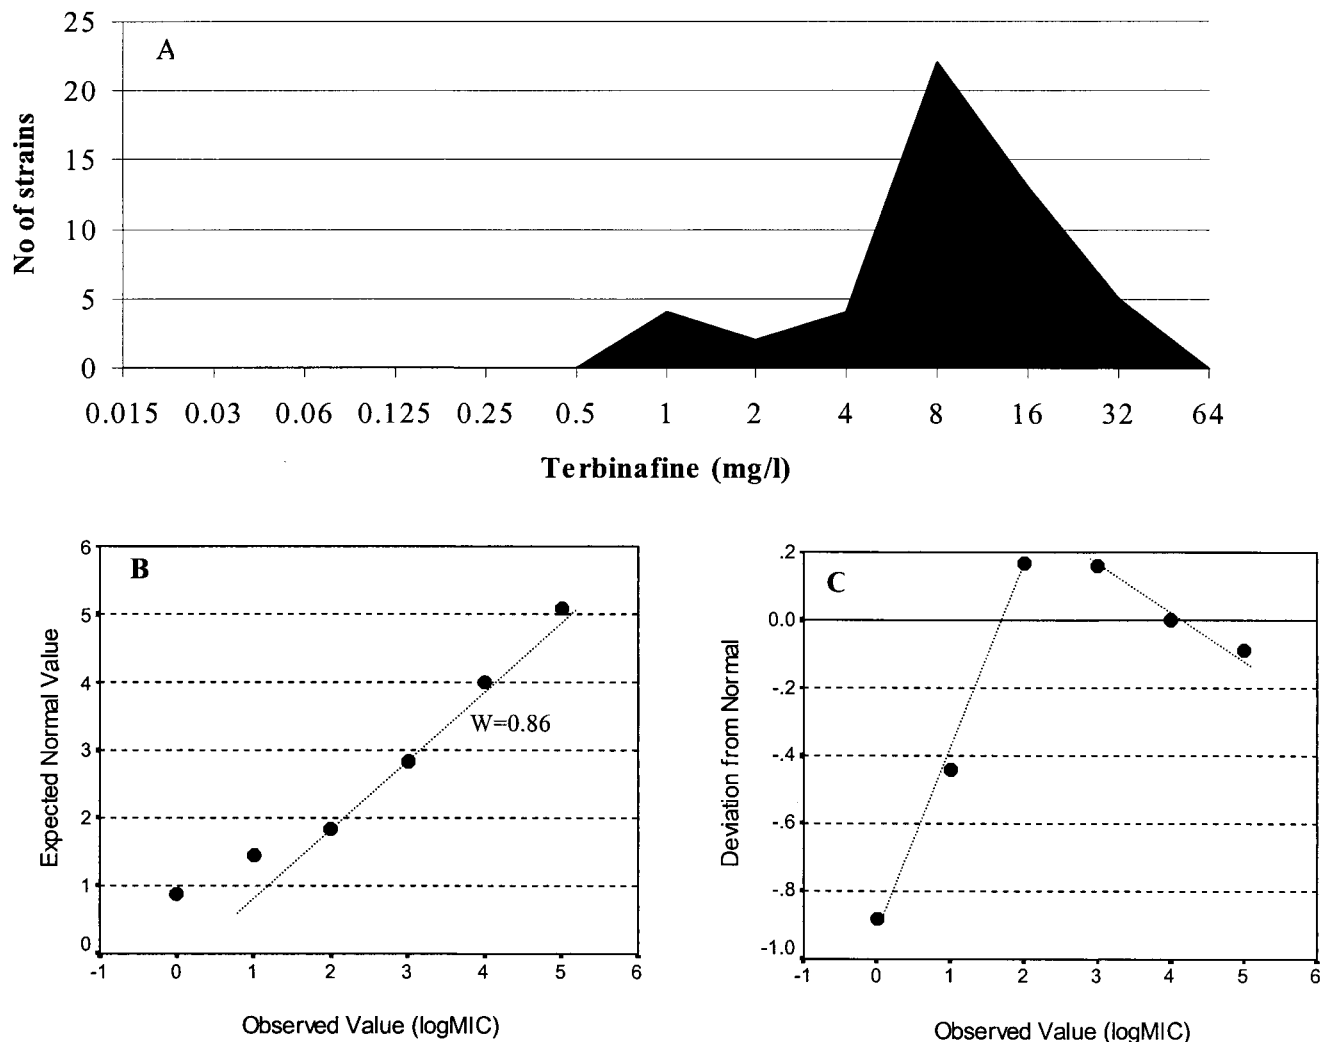 A
25
20
15
10
5
0
No of strains
0.015 0.03 0.06 0.125 0.25 0.5 1 2 4 8 16 32 64
Terbinafine (mg/l)
B
6
5
4
3
2
1
0
Expected Normal Value
W=0.86
-1 0 1 2 3 4 5 6
Observed Value (logMIC)
C
.2
0.0
-.2
-.4
-.6
-.8
-1.0
Deviation from Normal
-1 0 1 2 3 4 5 6
Observed Value (logMIC)